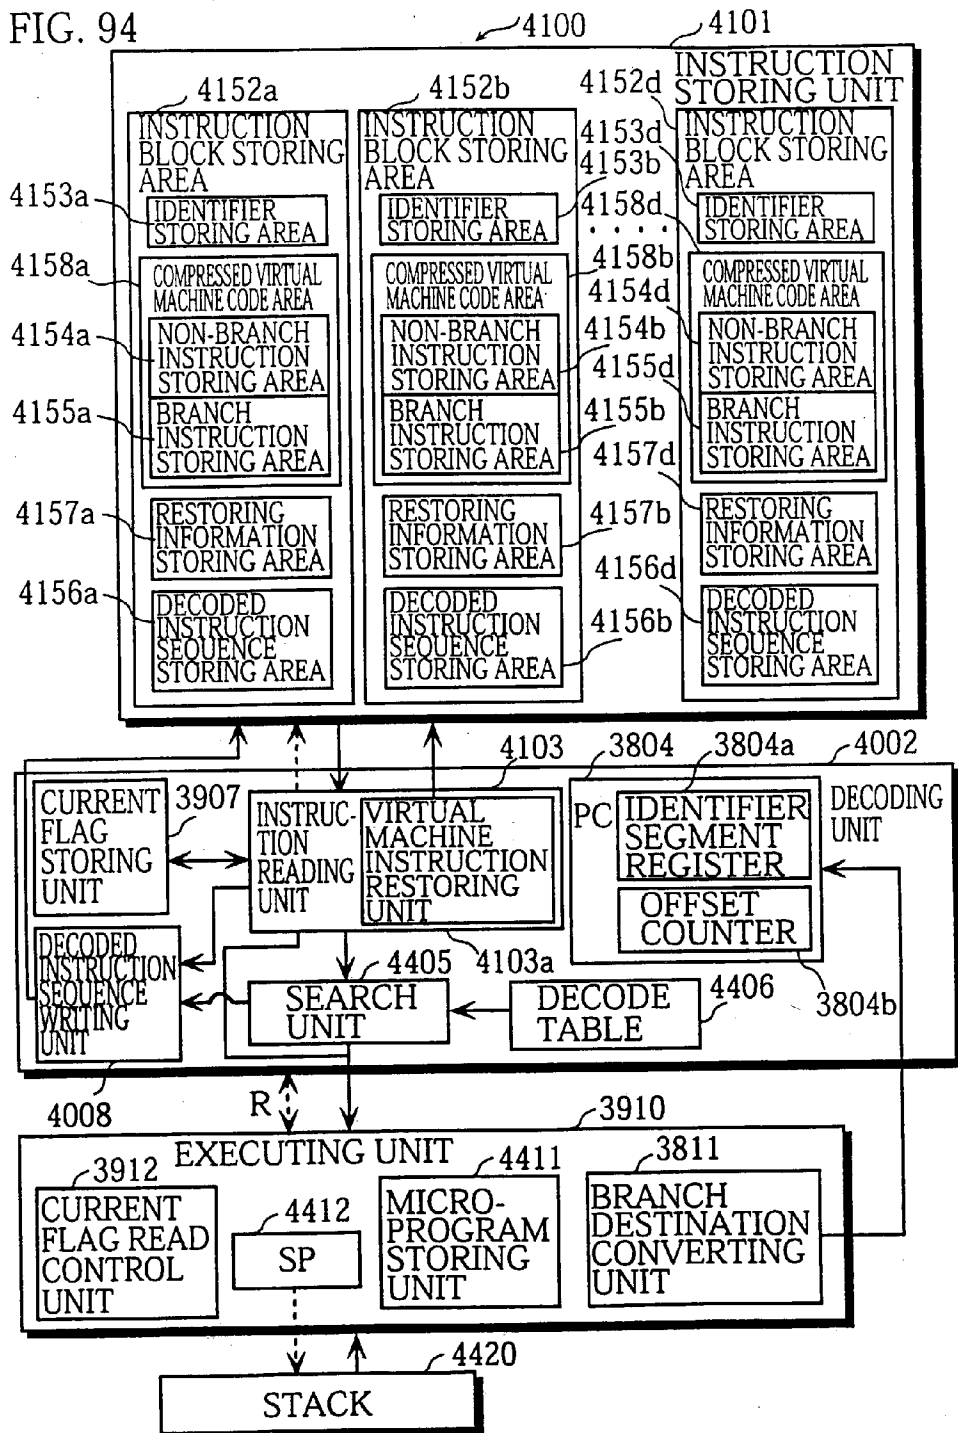 FIG. 94
4100
4101
INSTRUCTION
STORING UNIT
4152a
INSTRUCTION
BLOCK STORING
AREA
4153a
IDENTIFIER
STORING AREA
4158a
COMPRESSED VIRTUAL
MACHINE CODE AREA
4154a
NON-BRANCH
INSTRUCTION
STORING AREA
4155a
BRANCH
INSTRUCTION
STORING AREA
4157a
RESTORING
INFORMATION
STORING AREA
4156a
DECODED
INSTRUCTION
SEQUENCE
STORING AREA
4152b
INSTRUCTION
BLOCK STORING
AREA
4153b
IDENTIFIER
STORING AREA
4158b
COMPRESSED VIRTUAL
MACHINE CODE AREA
4154b
NON-BRANCH
INSTRUCTION
STORING AREA
4155b
BRANCH
INSTRUCTION
STORING AREA
4157b
RESTORING
INFORMATION
STORING AREA
4156b
DECODED
INSTRUCTION
SEQUENCE
STORING AREA
. . . . .
4152d
INSTRUCTION
BLOCK STORING
AREA
4153d
IDENTIFIER
STORING AREA
4158d
COMPRESSED VIRTUAL
MACHINE CODE AREA
4154d
NON-BRANCH
INSTRUCTION
STORING AREA
4155d
BRANCH
INSTRUCTION
STORING AREA
4157d
RESTORING
INFORMATION
STORING AREA
4156d
DECODED
INSTRUCTION
SEQUENCE
STORING AREA
4002
DECODING
UNIT
3907
CURRENT
FLAG
STORING
UNIT
4103
INSTRUC-
TION
READING
UNIT
VIRTUAL
MACHINE
INSTRUCTION
RESTORING
UNIT
4103a
3804
PC
3804a
IDENTIFIER
SEGMENT
REGISTER
OFFSET
COUNTER
3804b
DECODED
INSTRUCTION
SEQUENCE
WRITING
UNIT
4008
4405
SEARCH
UNIT
DECODE
TABLE
4406
R
3910
EXECUTING UNIT
3912
CURRENT
FLAG READ
CONTROL
UNIT
4412
SP
4411
MICRO-
PROGRAM
STORING
UNIT
3811
BRANCH
DESTINATION
CONVERTING
UNIT
4420
STACK